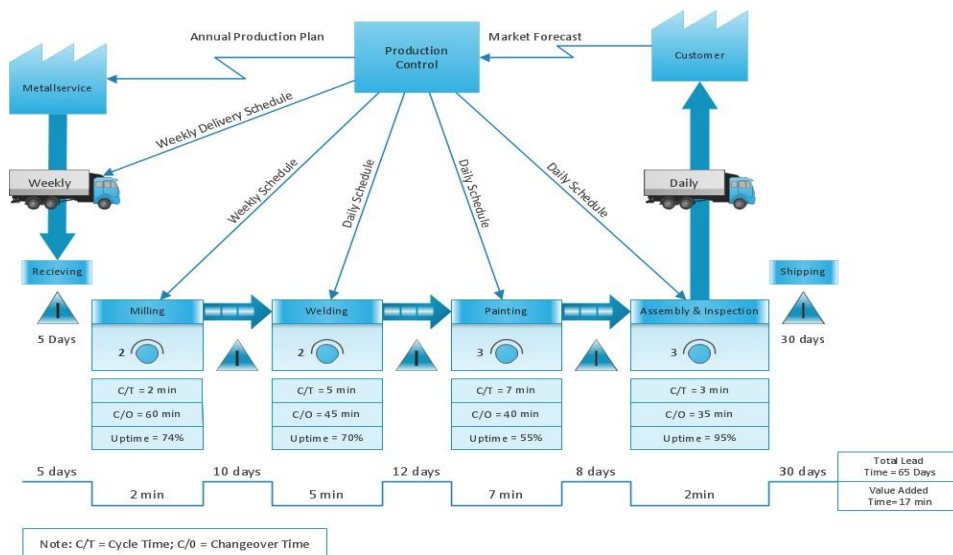 Annual Production Plan
Market Forecast
Production
Control
Customer
Metallservice
Weekly Delivery Schedule
Weekly
Weekly Schedule
Daily Schedule
Daily Schedule
Daily Schedule
Daily
Recieving
Shipping
Milling
Welding
Painting
Assembly & Inspection
I
I
I
I
I
5 Days
2
2
3
3
30 days
C/T = 2 min
C/T = 5 min
C/T = 7 min
C/T = 3 min
C/O = 60 min
C/O = 45 min
C/O = 40 min
C/O = 35 min
Uptime = 74%
Uptime = 70%
Uptime = 55%
Uptime = 95%
5 days
10 days
12 days
8 days
30 days
Total Lead
Time = 65 Days
2 min
5 min
7 min
2min
Value Added
Time= 17 min
Note: C/T = Cycle Time; C/0 = Changeover Time